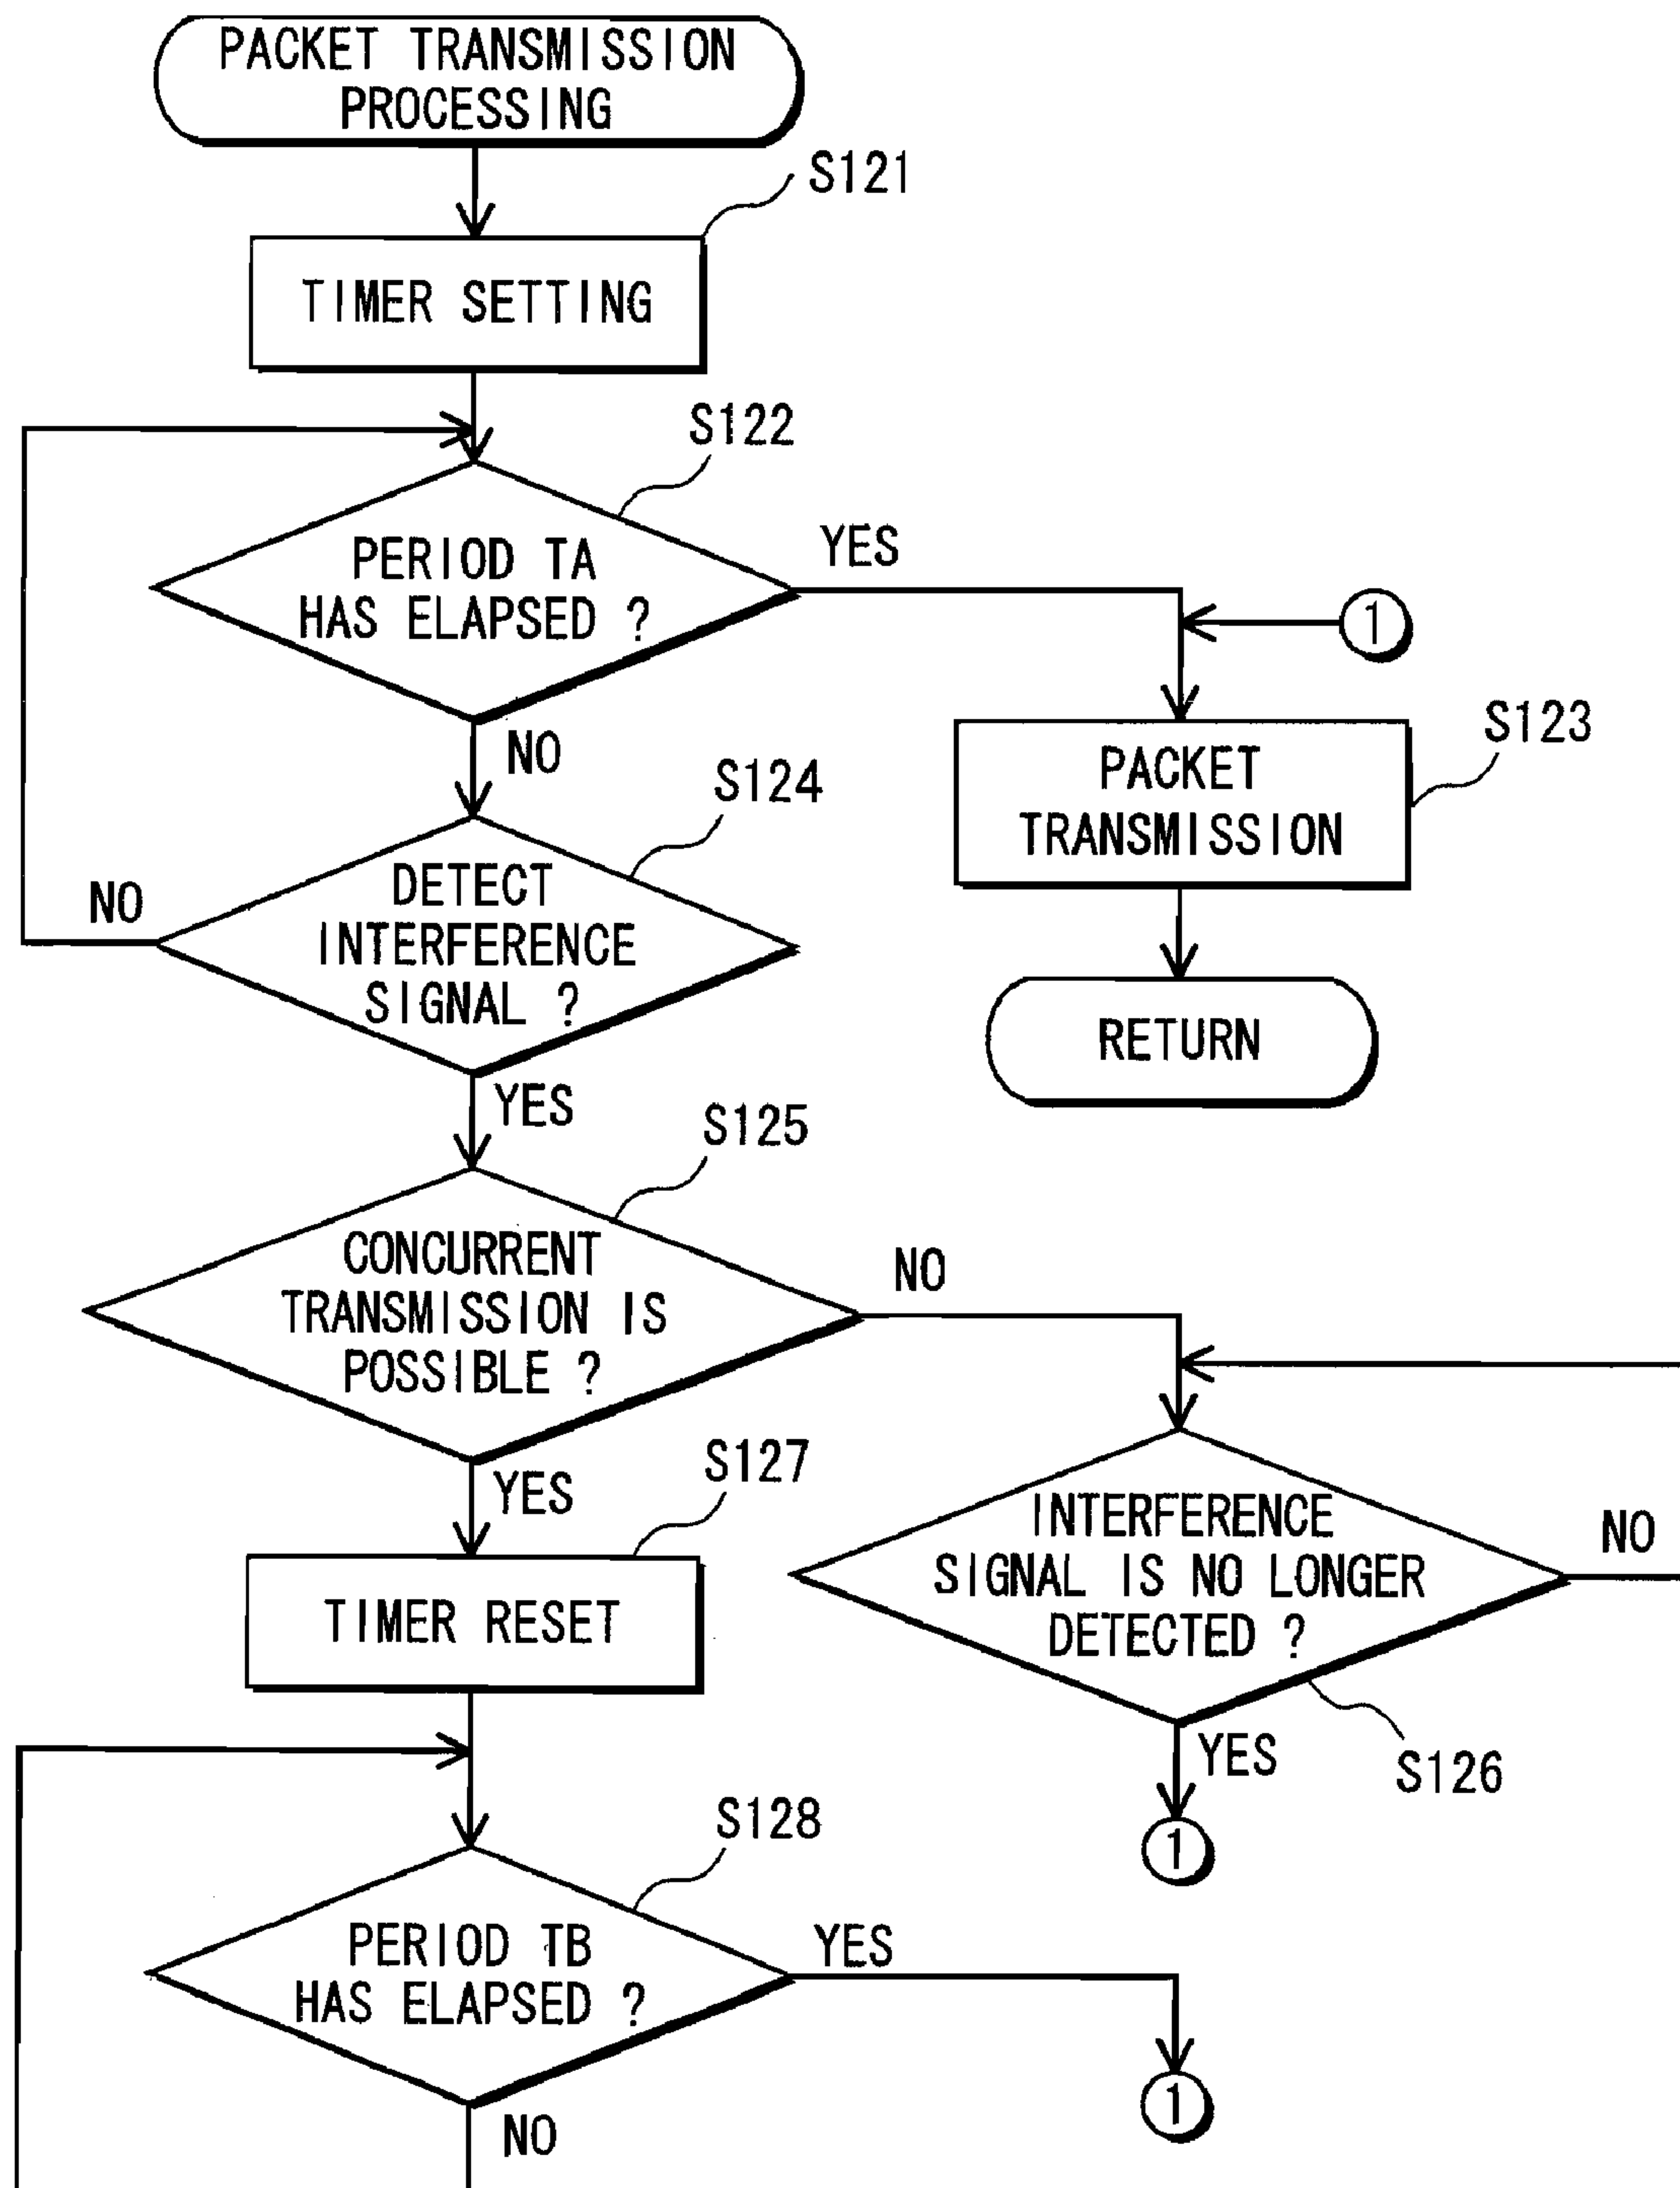 PACKET TRANSMISSION
PROCESSING
S121
TIMER SETTING
S122
PERIOD TA
HAS ELAPSED ?
YES
1
NO
S123
PACKET
TRANSMISSION
S124
DETECT
INTERFERENCE
SIGNAL ?
NO
RETURN
YES
S125
CONCURRENT
TRANSMISSION IS
POSSIBLE ?
NO
YES
S127
TIMER RESET
INTERFERENCE
SIGNAL IS NO LONGER
DETECTED ?
NO
YES
S126
1
S128
PERIOD TB
HAS ELAPSED ?
YES
1
NO